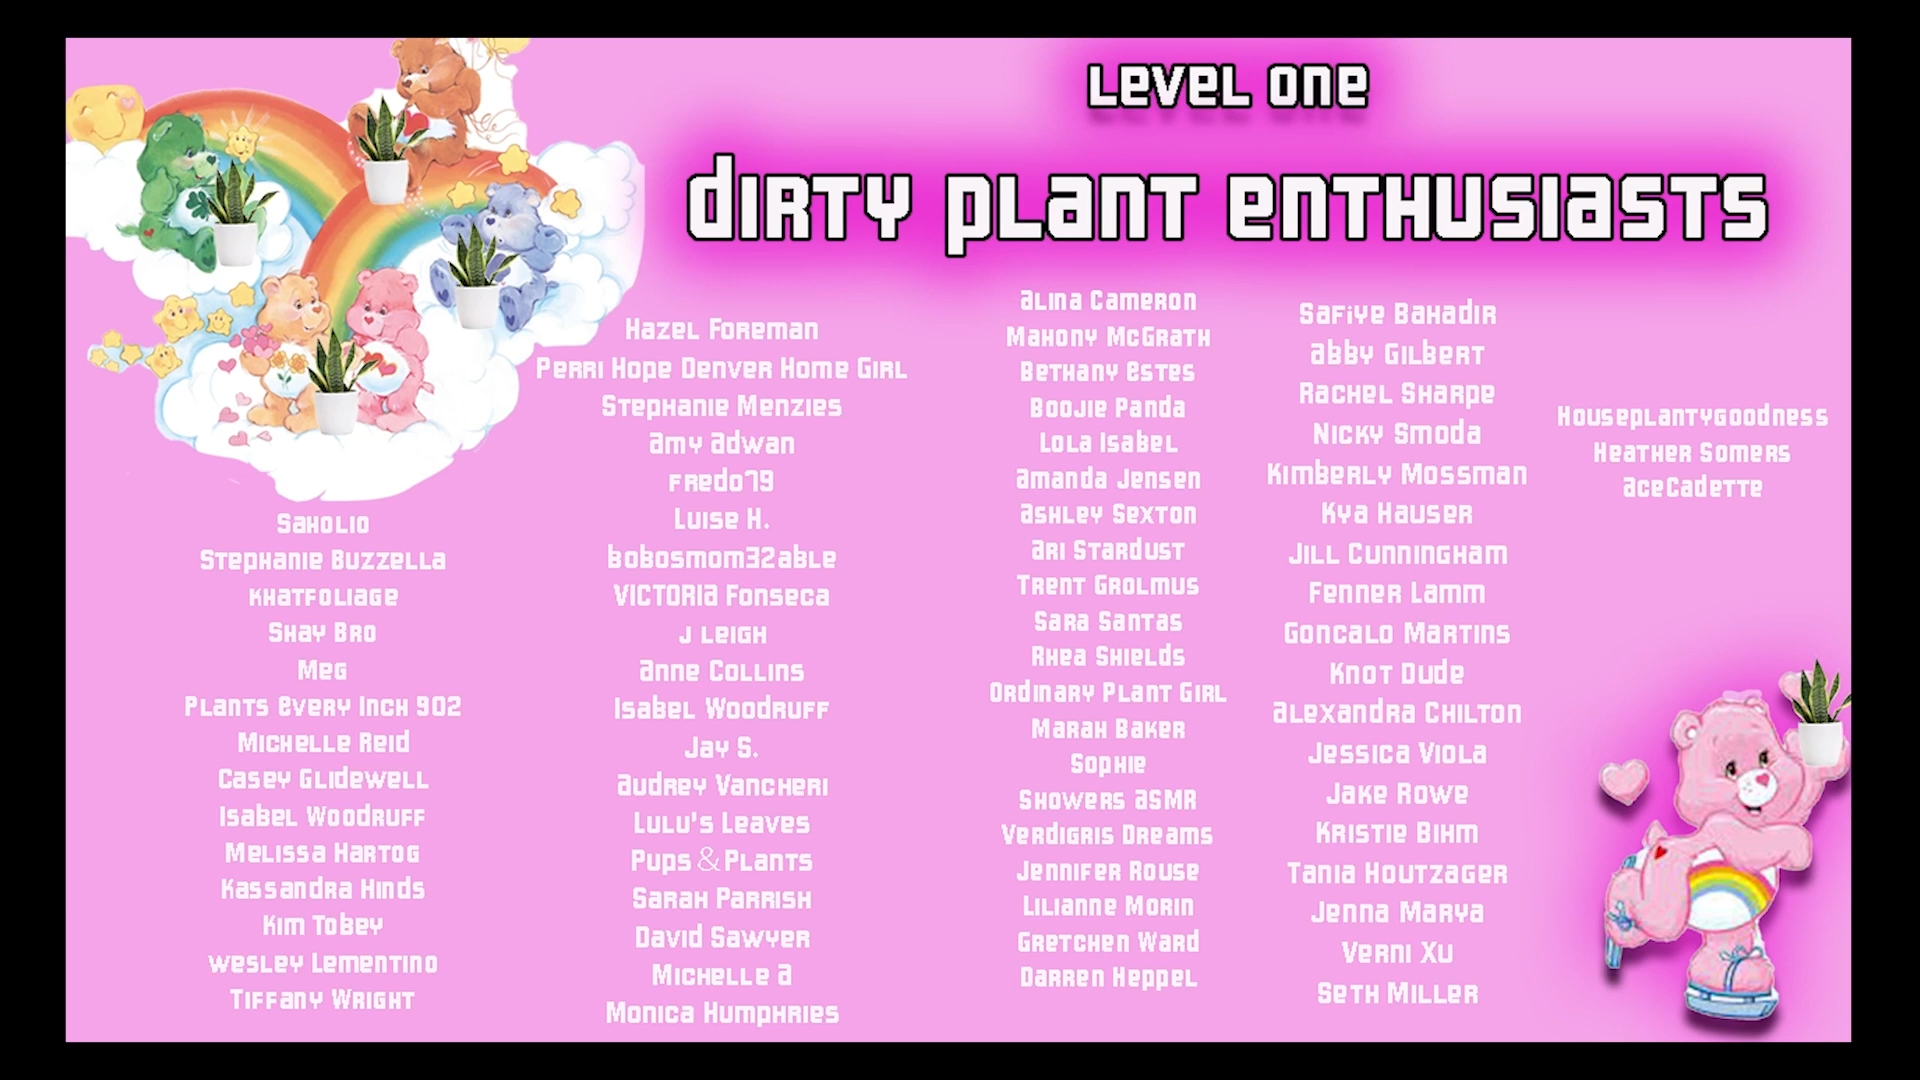 Level One
Dirty Plant Enthusiasts
Saholio
Stephanie Buzzella
khatfoliage
Shay Bro
Meg
Plants Every Inch 902
Michelle Reid
Casey Glidewell
Isabel Woodruff
Melissa Hartog
Kassandra Hinds
Kim Tobey
wesley Lementino
Tiffany Wright
Hazel Foreman
Perri Hope Denver Home Girl
Stephanie Menzies
Amy Adwan
fredo79
Luise H.
bobosmom32able
VICTORIA Fonseca
J Leigh
Anne Collins
Isabel Woodruff
Jay S.
Audrey Vancheri
Lulu's Leaves
Pups & Plants
Sarah Parrish
David Sawyer
Michelle A
Monica Humphries
Alina Cameron
Mahony McGrath
Bethany Estes
Boojie Panda
Lola Isabel
Amanda Jensen
Ashley Sexton
Ari Stardust
Trent Grolmus
Sara Santas
Rhea Shields
Ordinary Plant Girl
Marah Baker
Sophie
Showers ASMR
Verdigris Dreams
Jennifer Rouse
Lilianne Morin
Gretchen Ward
Darren Heppel
Safiye Bahadir
Abby Gilbert
Rachel Sharpe
Nicky Smoda
Kimberly Mossman
Kya Hauser
Jill Cunningham
Fenner Lamm
Goncalo Martins
Knot Dude
Alexandra Chilton
Jessica Viola
Jake Rowe
Kristie Bihm
Tania Houtzager
Jenna Marya
Verni Xu
Seth Miller
Houseplantygoodness
Heather Somers
AceCadette